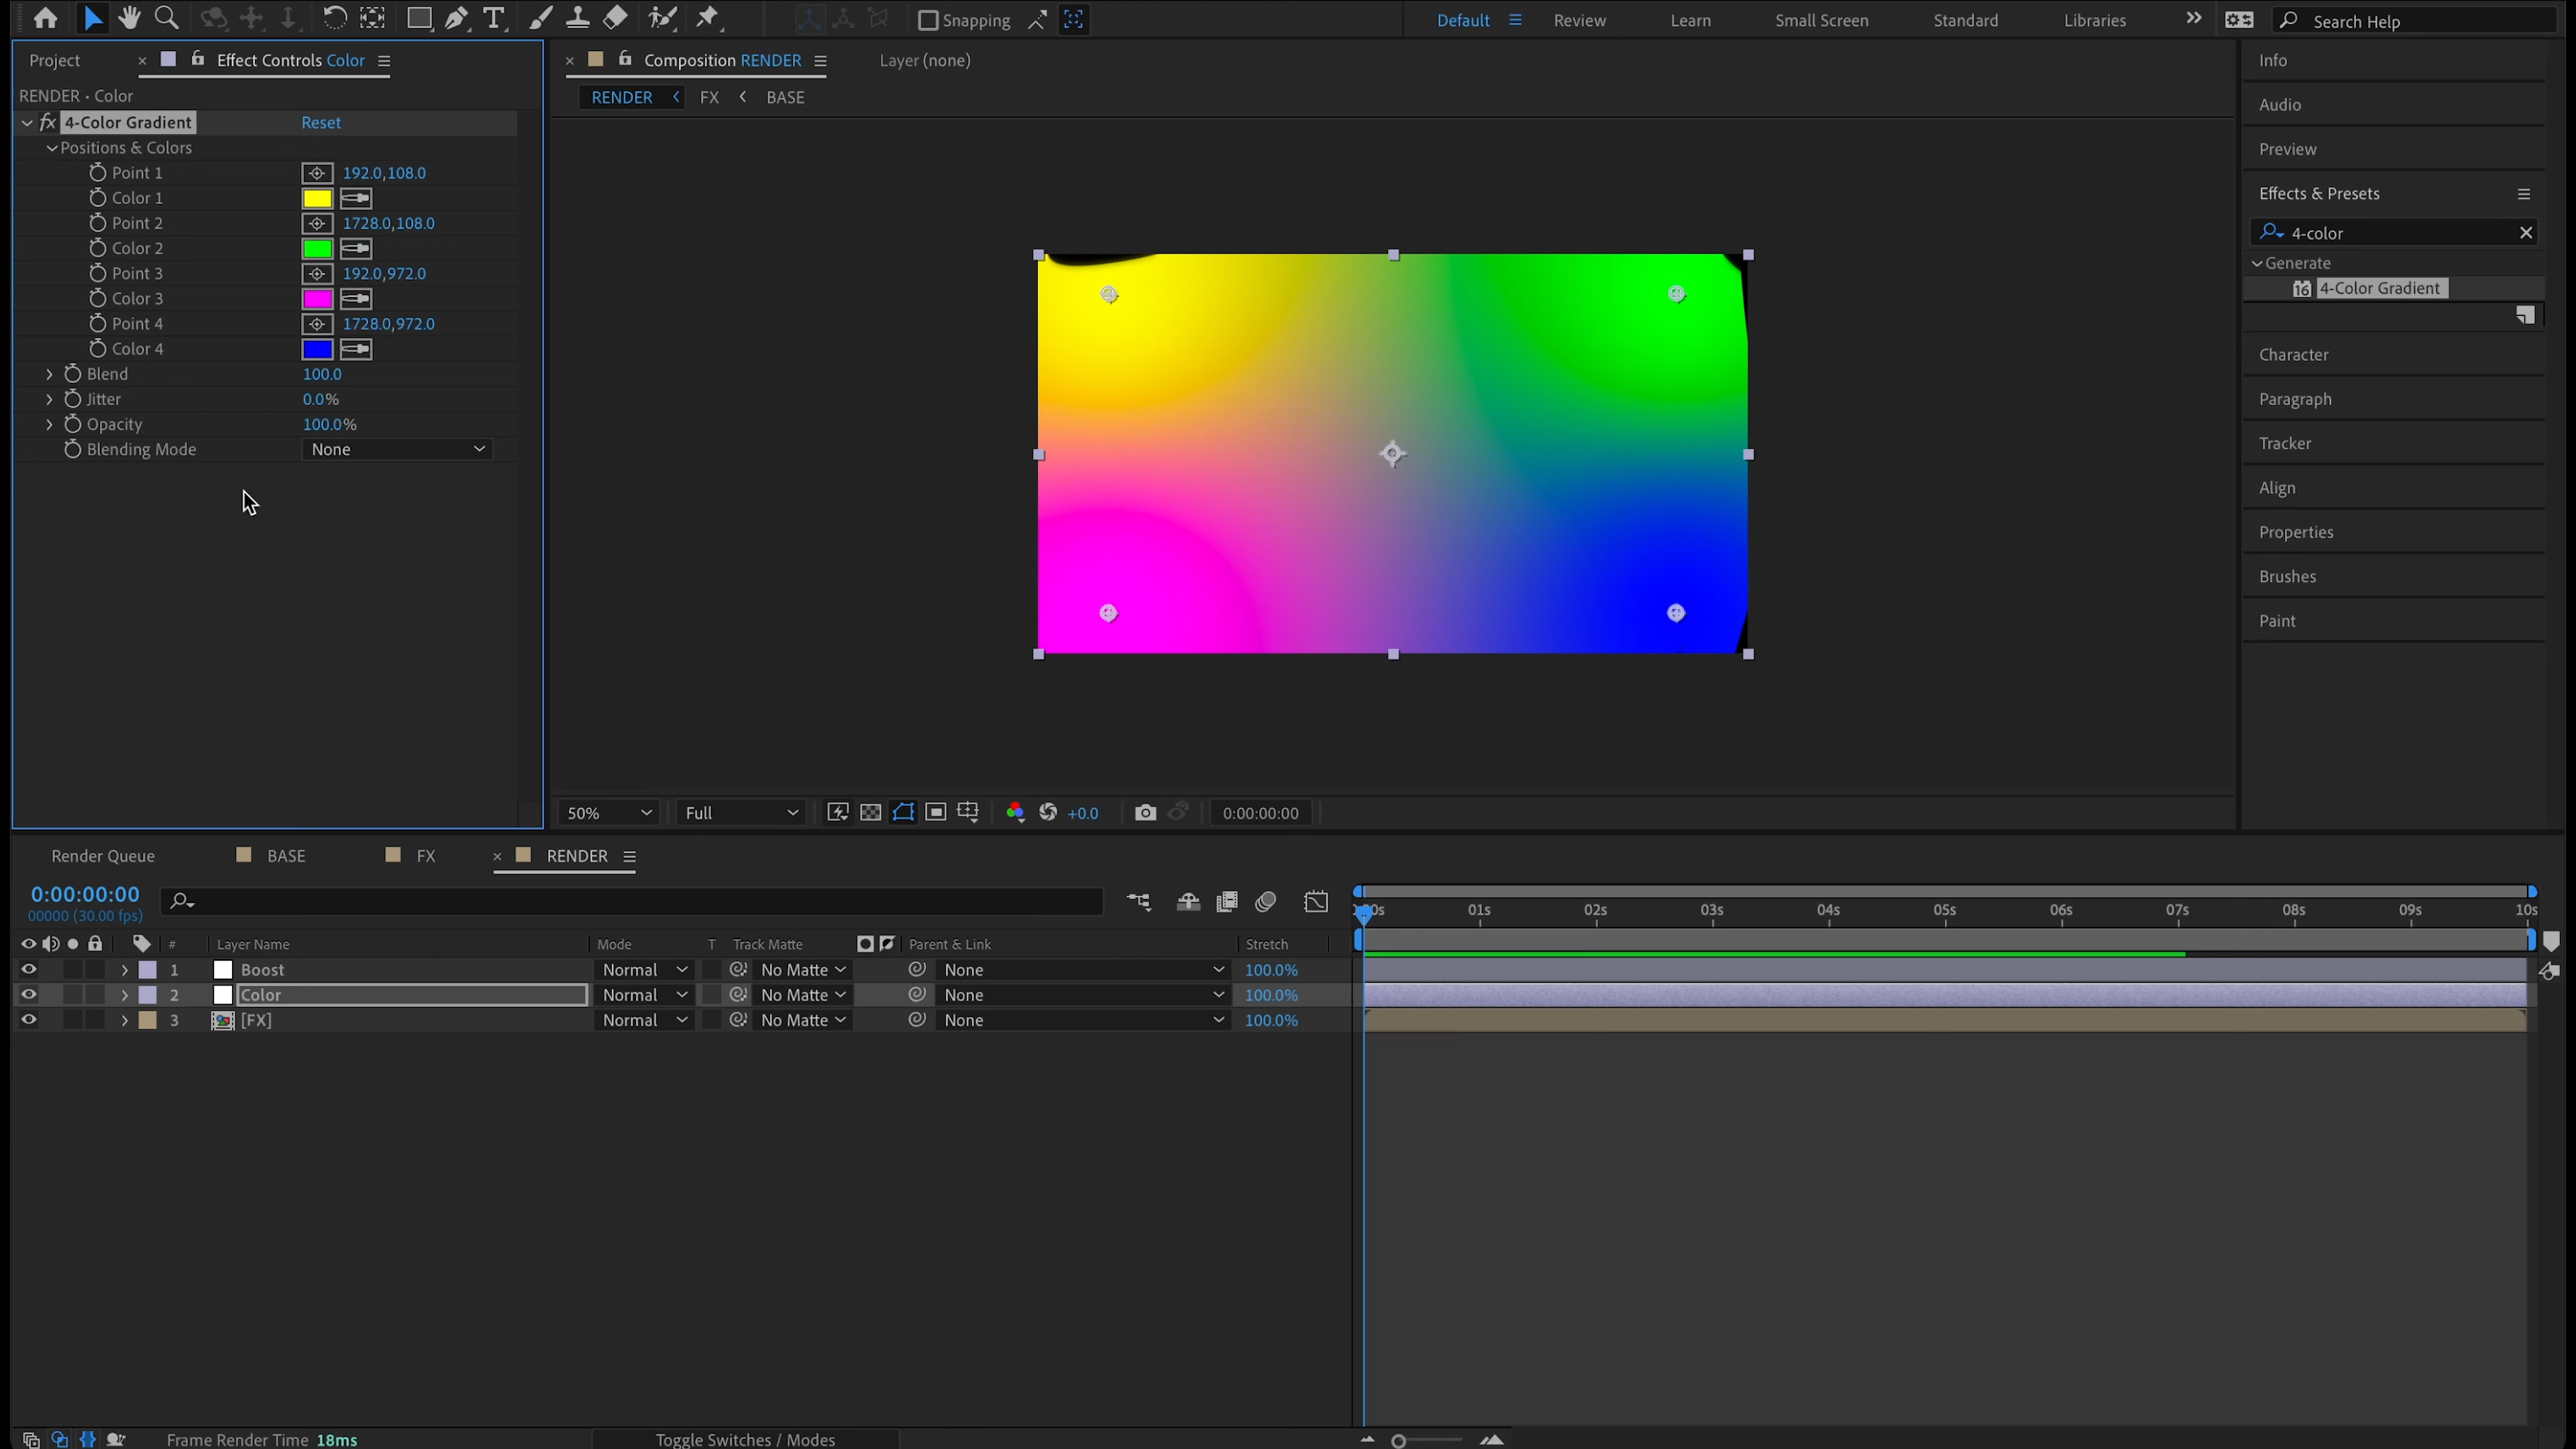 Snapping
Default
Review
Learn
Small Screen
Standard
Libraries
Search Help
Project
Effect Controls Color
Composition RENDER
Layer (none)
RENDER • Color
RENDER
FX
BASE
fx 4-Color Gradient
Reset
Positions & Colors
Point 1
192.0,108.0
Color 1
Point 2
1728.0,108.0
Color 2
Point 3
192.0,972.0
Color 3
Point 4
1728.0,972.0
Color 4
Blend
100.0
Jitter
0.0%
Opacity
100.0%
Blending Mode
None
Info
Audio
Preview
Effects & Presets
4-color
Generate
16 4-Color Gradient
Character
Paragraph
Tracker
Align
Properties
Brushes
Paint
50%
Full
+0.0
0:00:00:00
Render Queue
BASE
FX
RENDER
0:00:00:00
00000 (30.00 fps)
01s
02s
03s
04s
05s
06s
07s
08s
09s
10s
#
Layer Name
Mode
T
Track Matte
Parent & Link
Stretch
1
Boost
Normal
No Matte
None
100.0%
2
Color
Normal
No Matte
None
100.0%
3
[FX]
Normal
No Matte
None
100.0%
Frame Render Time 18ms
Toggle Switches / Modes